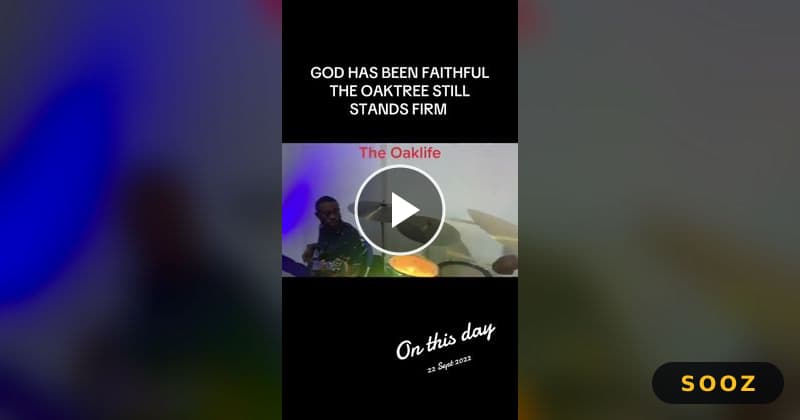 GOD HAS BEEN FAITHFUL
THE OAKTREE STILL
STANDS FIRM
The Oaklife
On this day
22 Sept 2022
SOOZ